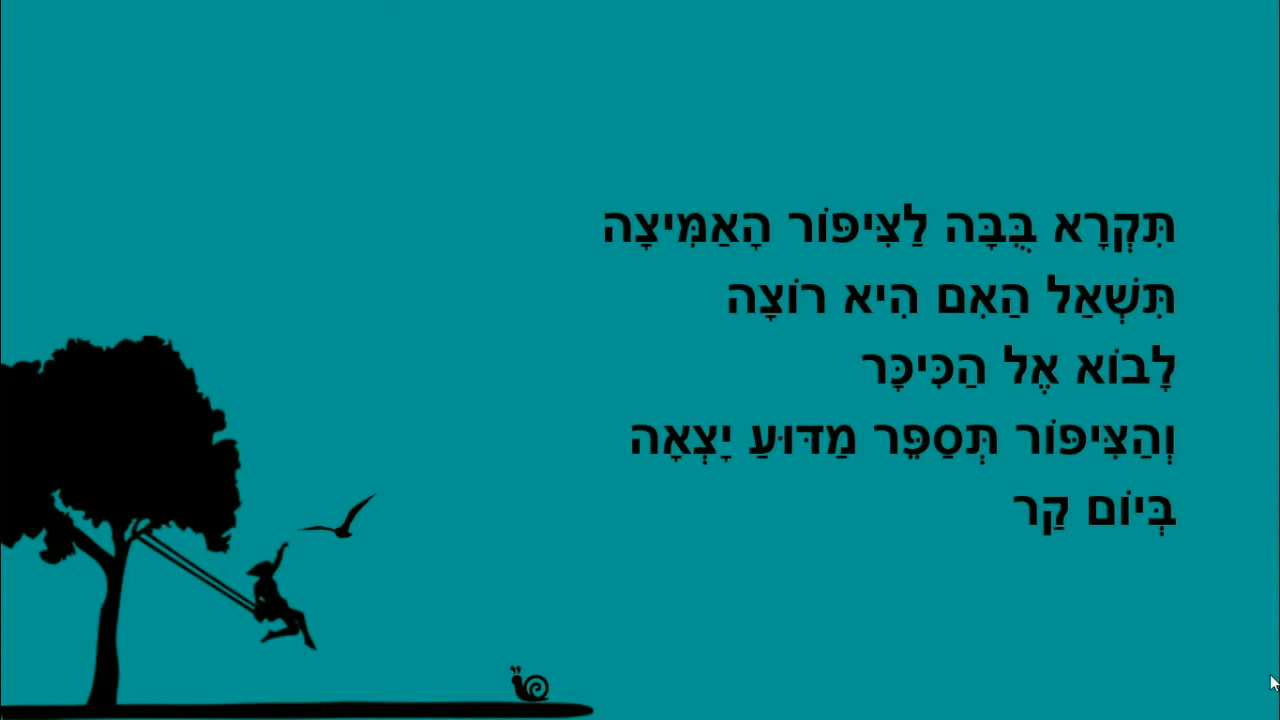 תִּקְרָא בֻּבָּה לַצִּיפּוֹר הָאַמִּיצָה
תִּשְׁאַל הַאִם הִיא רוֹצָה
לָבוֹא אֶל הַכִּיכָּר
וְהַצִּיפּוֹר תְּסַפֵּר מַדּוּעַ יָצְאָה
בְּיוֹם קַר